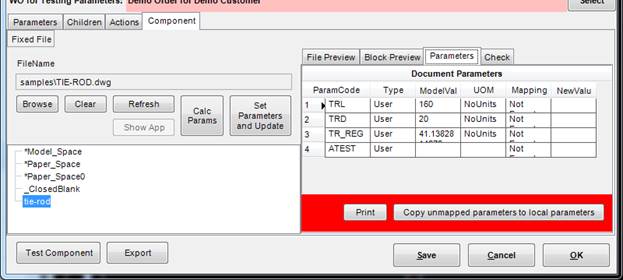 WO for Testing Parameters: Demo Order for Demo Customer
Select
Parameters Children Actions Component
Fixed File
FileName
samples\TIE-ROD.dwg
Browse Clear Refresh Calc Params Set Parameters and Update
Show App
*Model_Space
*Paper_Space
*Paper_Space0
_ClosedBlank
tie-rod
File Preview Block Preview Parameters Check
Document Parameters
ParamCode Type ModelVal UOM Mapping NewValu
1 TRL User 160 NoUnits Not
2 TRD User 20 NoUnits Not
3 TR_REG User 41.13828 NoUnits Not
4 ATEST User Not
Print Copy unmapped parameters to local parameters
Test Component Export Save Cancel OK